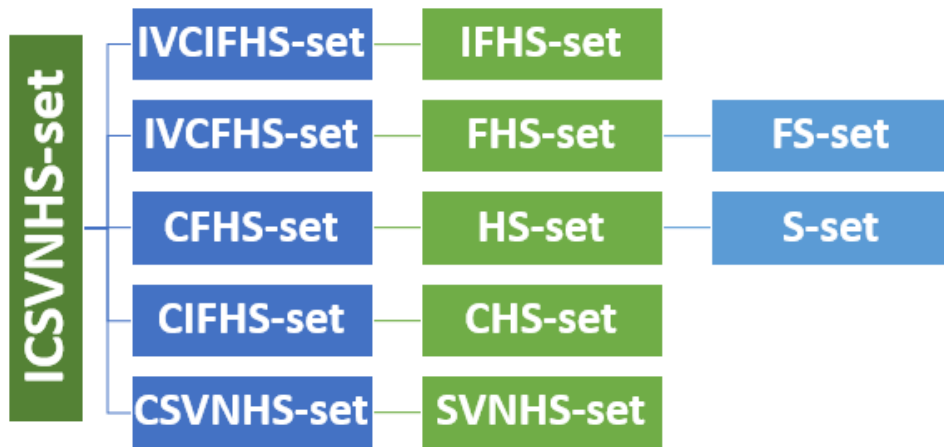 ICSVNHS-set
IVCIFHS-set
IFHS-set
IVCFHS-set
FHS-set
FS-set
CFHS-set
HS-set
S-set
CIFHS-set
CHS-set
CSVNHS-set
SVNHS-set